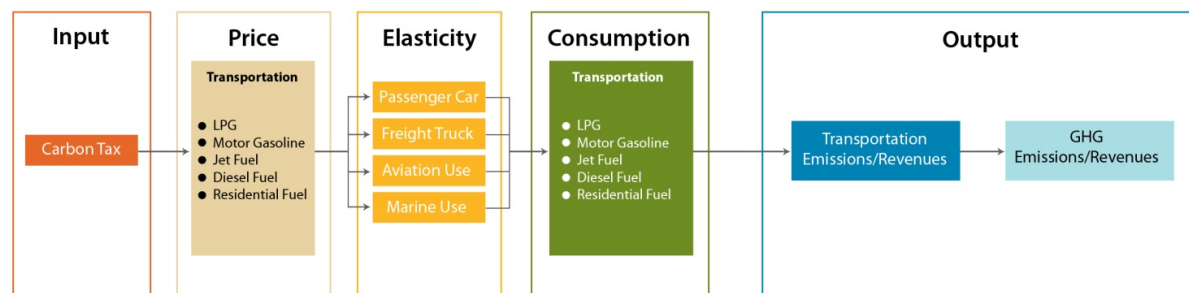 Input
Carbon Tax
Price
Transportation
● LPG
● Motor Gasoline
● Jet Fuel
● Diesel Fuel
● Residential Fuel
Elasticity
Passenger Car
Freight Truck
Aviation Use
Marine Use
Consumption
Transportation
● LPG
● Motor Gasoline
● Jet Fuel
● Diesel Fuel
● Residential Fuel
Output
Transportation
Emissions/Revenues
GHG
Emissions/Revenues